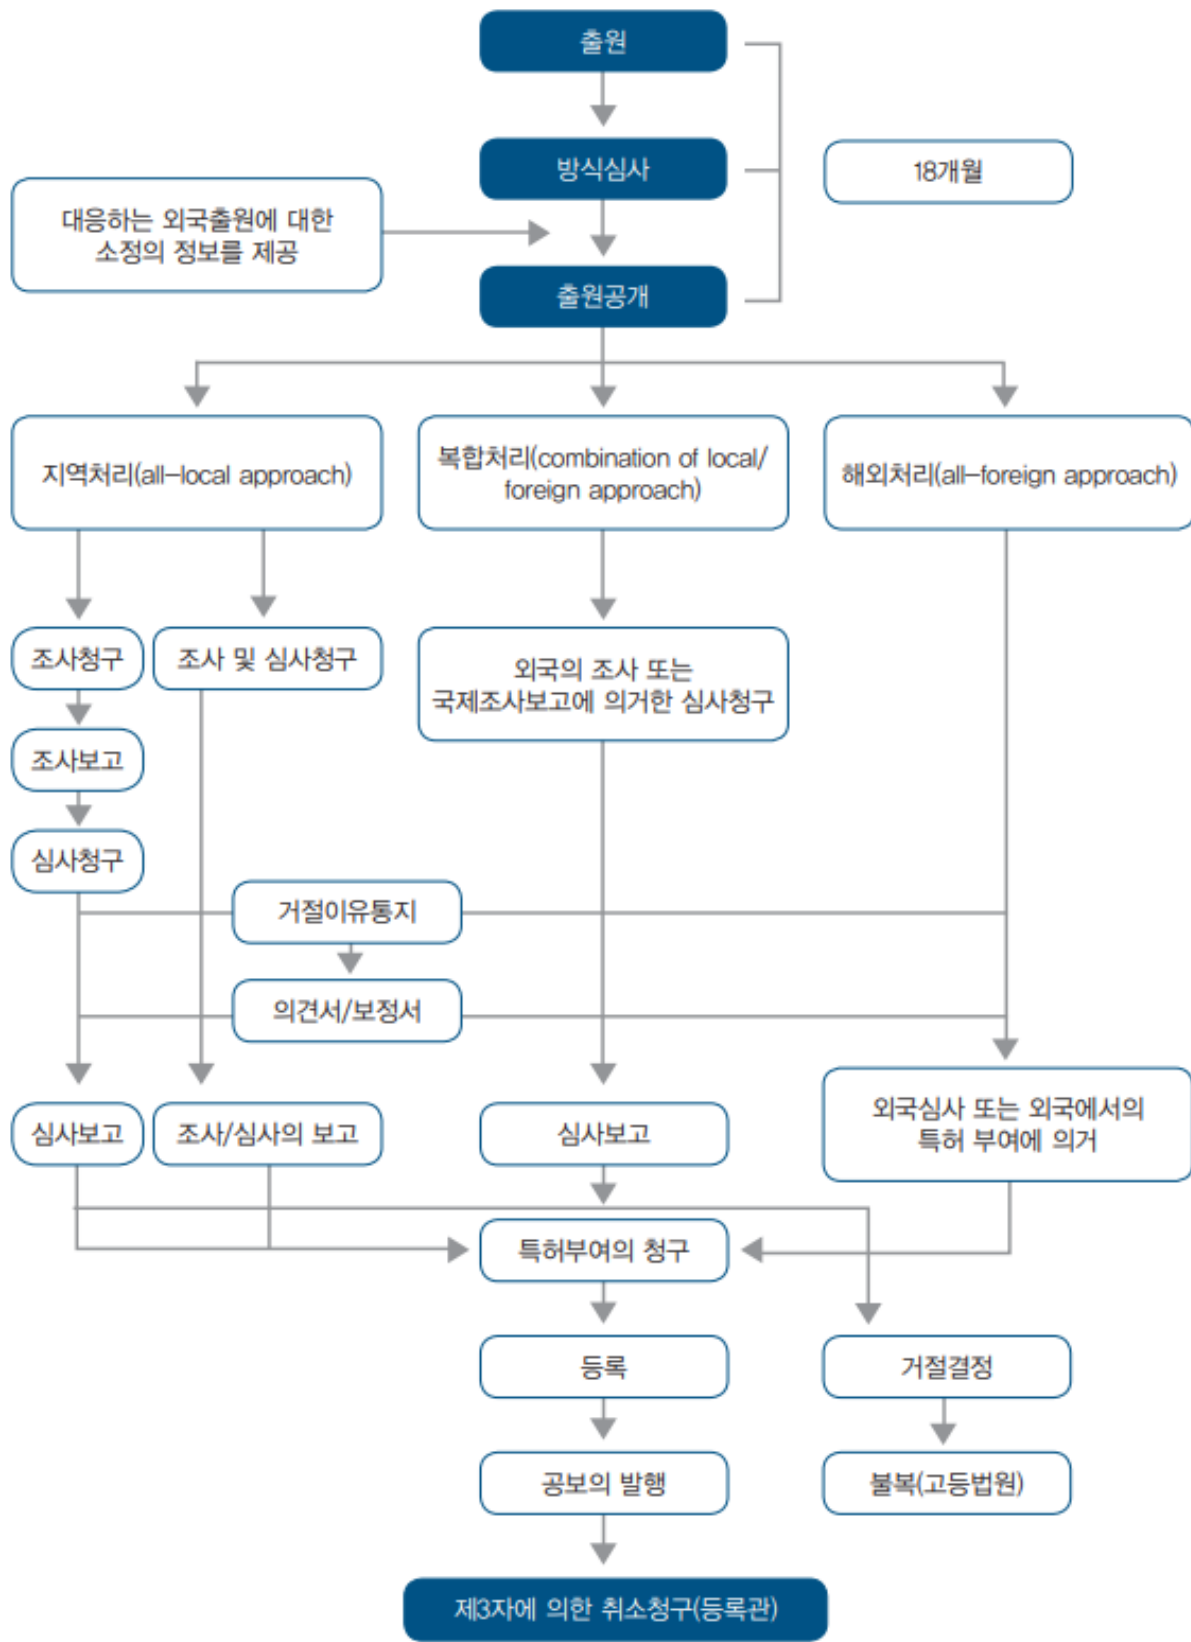 출원
방식심사
18개월
대응하는 외국출원에 대한
소정의 정보를 제공
출원공개
지역처리(all-local approach)
복합처리(combination of local/
foreign approach)
해외처리(all-foreign approach)
조사청구
조사 및 심사청구
외국의 조사 또는
국제조사보고에 의거한 심사청구
조사보고
심사청구
거절이유통지
의견서/보정서
심사보고
조사/심사의 보고
심사보고
외국심사 또는 외국에서의
특허 부여에 의거
특허부여의 청구
등록
거절결정
공보의 발행
불복(고등법원)
제3자에 의한 취소청구(등록관)